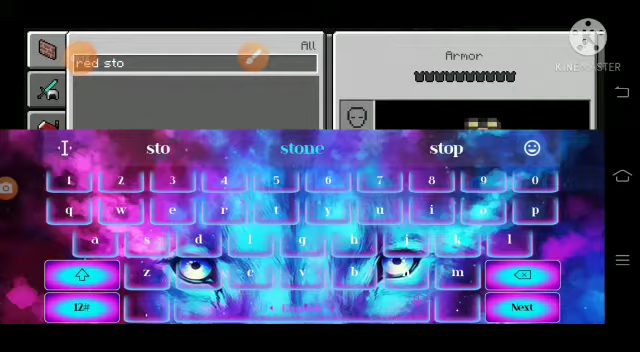 All
red sto
Armor
KINEMASTER
sto stone stop
1 2 3 4 5 6 7 8 9 0
q w e r t y u i o p
a s d f g h j k l
z c v b m
12# English Next